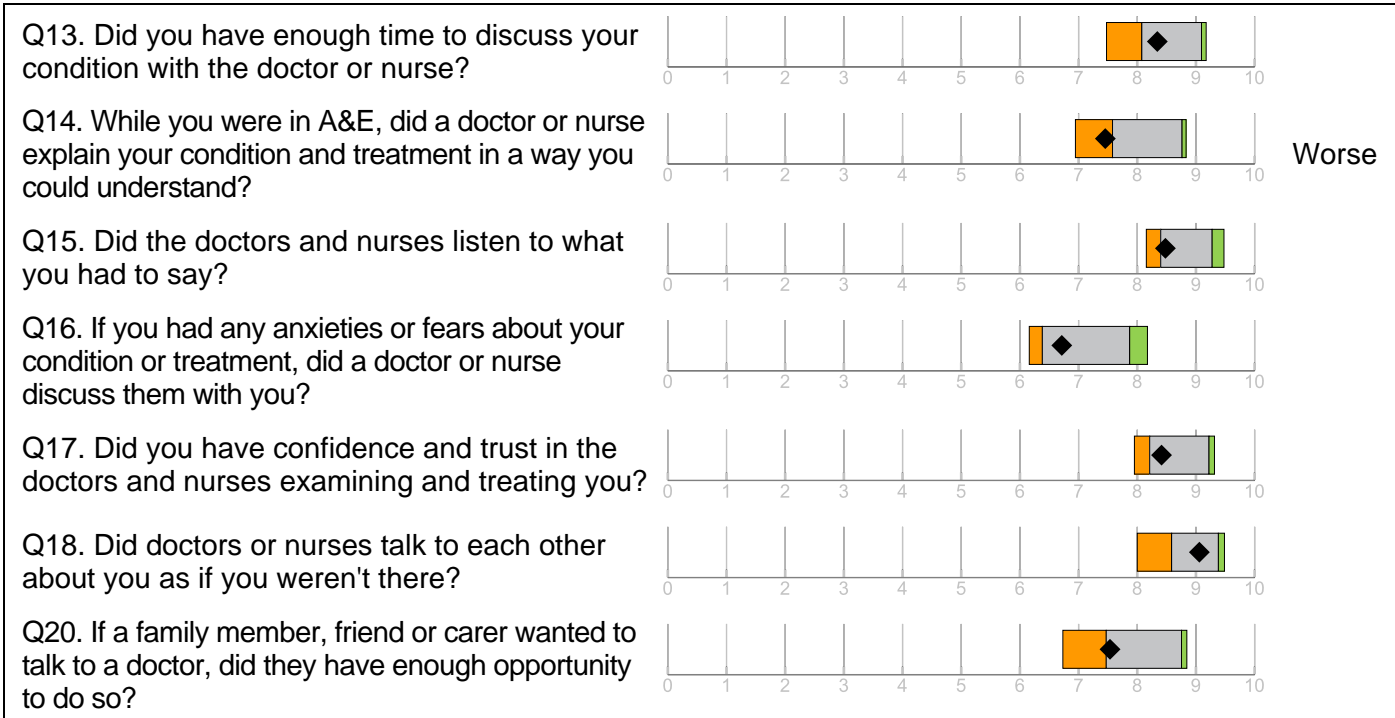 Q13. Did you have enough time to discuss your
condition with the doctor or nurse?
0 1 2 3 4 5 6 7 8 9 10
Q14. While you were in A&E, did a doctor or nurse
explain your condition and treatment in a way you
could understand?
0 1 2 3 4 5 6 7 8 9 10
Worse
Q15. Did the doctors and nurses listen to what
you had to say?
0 1 2 3 4 5 6 7 8 9 10
Q16. If you had any anxieties or fears about your
condition or treatment, did a doctor or nurse
discuss them with you?
0 1 2 3 4 5 6 7 8 9 10
Q17. Did you have confidence and trust in the
doctors and nurses examining and treating you?
0 1 2 3 4 5 6 7 8 9 10
Q18. Did doctors or nurses talk to each other
about you as if you weren't there?
0 1 2 3 4 5 6 7 8 9 10
Q20. If a family member, friend or carer wanted to
talk to a doctor, did they have enough opportunity
to do so?
0 1 2 3 4 5 6 7 8 9 10